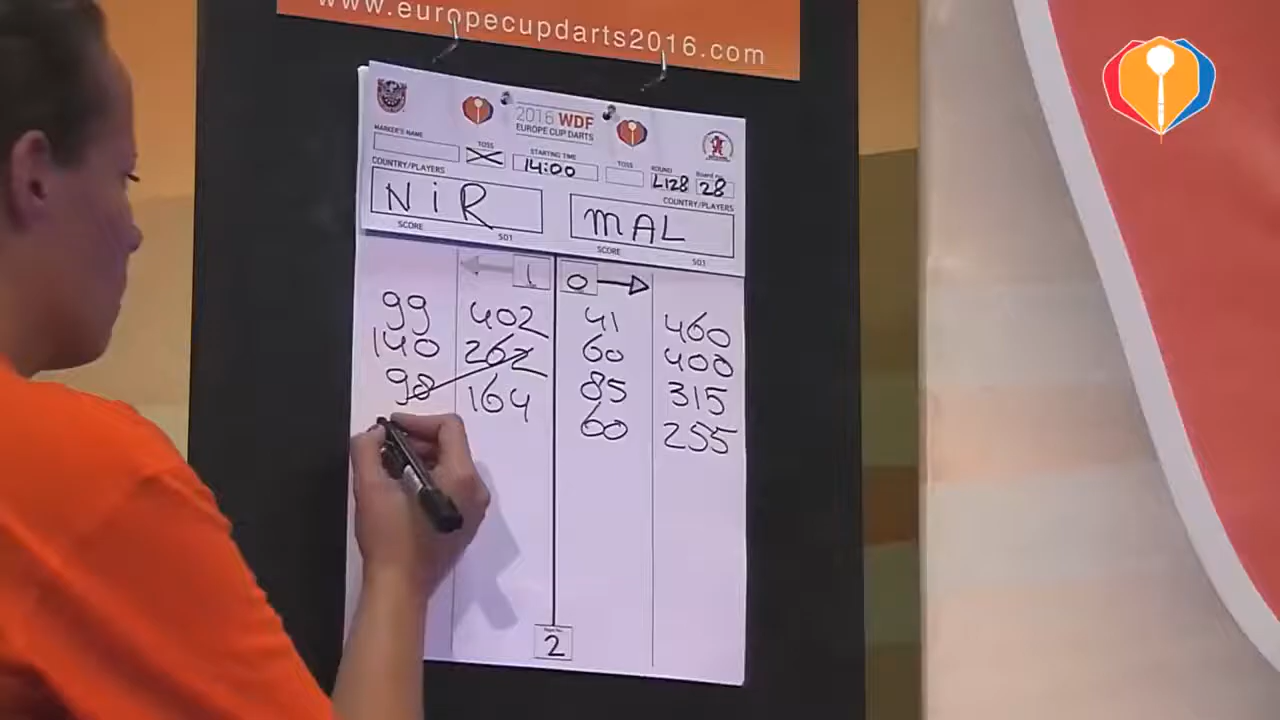 www.europecupdarts2016.com
2016 WDF
EUROPE CUP DARTS
MARKER'S NAME
TOSS
STARTING TIME
TOSS
ROUND
Board no.
14:00
L128
28
COUNTRY/PLAYERS
COUNTRY/PLAYERS
NiR
MAL
SCORE
501
SCORE
501
1
0
99 402 41 460
140 262 60 400
98 164 85 315
60 255
2